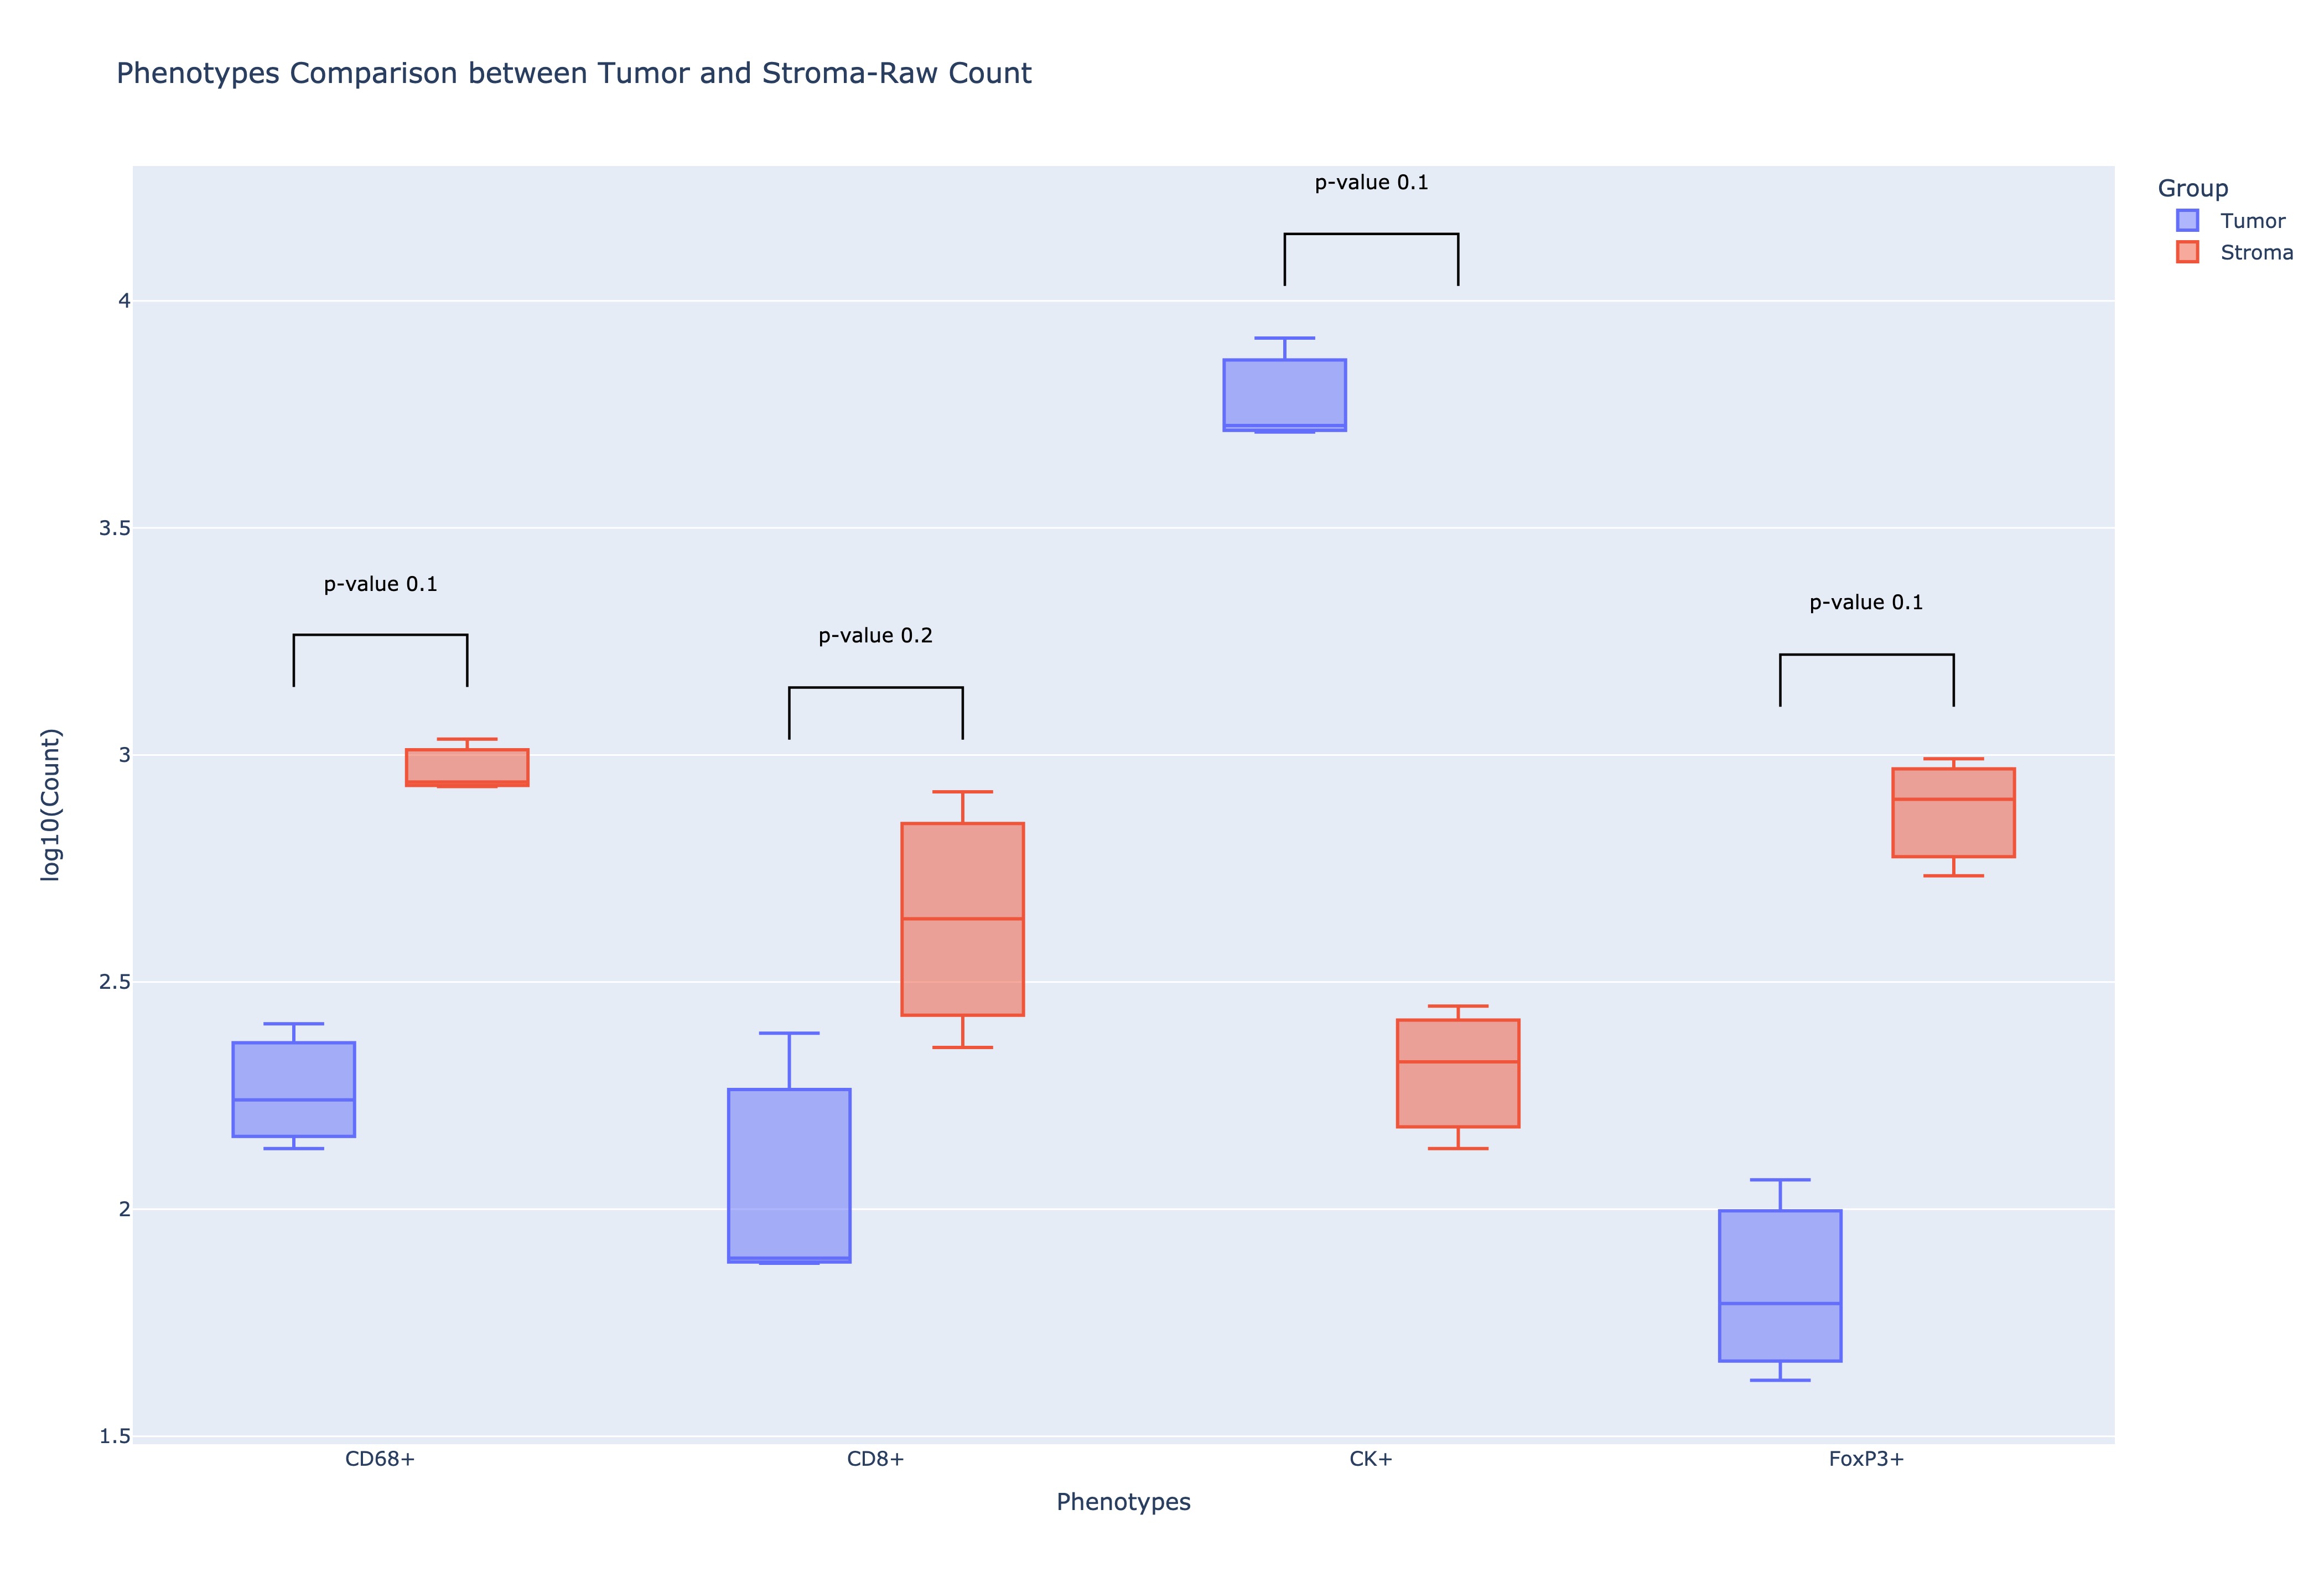 Phenotypes Comparison between Tumor and Stroma-Raw Count
Group
Tumor
Stroma
p-value 0.1
p-value 0.1
p-value 0.2
p-value 0.1
log10(Count)
4
3.5
3
2.5
2
1.5
CD68+
CD8+
CK+
FoxP3+
Phenotypes